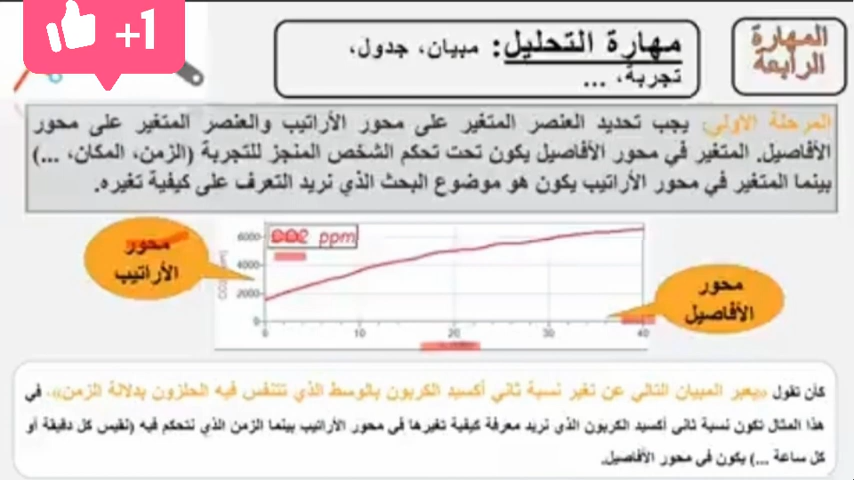 +1
المهارة
الرابعة
مهارة التحليل: مبيان، جدول،
تجربة، ...
المرحلة الأولى: يجب تحديد العنصر المتغير على محور الأراتيب والعنصر المتغير على محور
الأفاصيل. المتغير في محور الأفاصيل يكون تحت تحكم الشخص المنجز للتجربة (الزمن، المكان، ...)
بينما المتغير في محور الأراتيب يكون هو موضوع البحث الذي نريد التعرف على كيفية تغيره.
محور
الأراتيب
CO2 ppm
6000
4000
2000
0
0 10 20 30 40
محور
الأفاصيل
كأن تقول «يعبر المبيان التالي عن تغير نسبة ثاني أكسيد الكربون بالوسط الذي تتنفس فيه الحلزون بدلالة الزمن»، في
هذا المثال تكون نسبة ثاني أكسيد الكربون الذي نريد معرفة كيفية تغيرها في محور الأراتيب بينما الزمن الذي نتحكم فيه (نقيس كل دقيقة أو
كل ساعة ...) يكون في محور الأفاصيل.